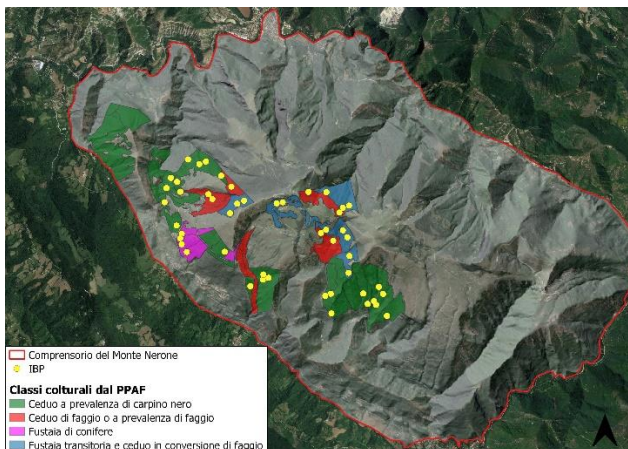 Comprensorio del Monte Nerone
IBP
Classi colturali dal PPAF
Ceduo a prevalenza di carpino nero
Ceduo di faggio o a prevalenza di faggio
Fustaia di conifere
Fustaia transitoria e ceduo in conversione di faggio